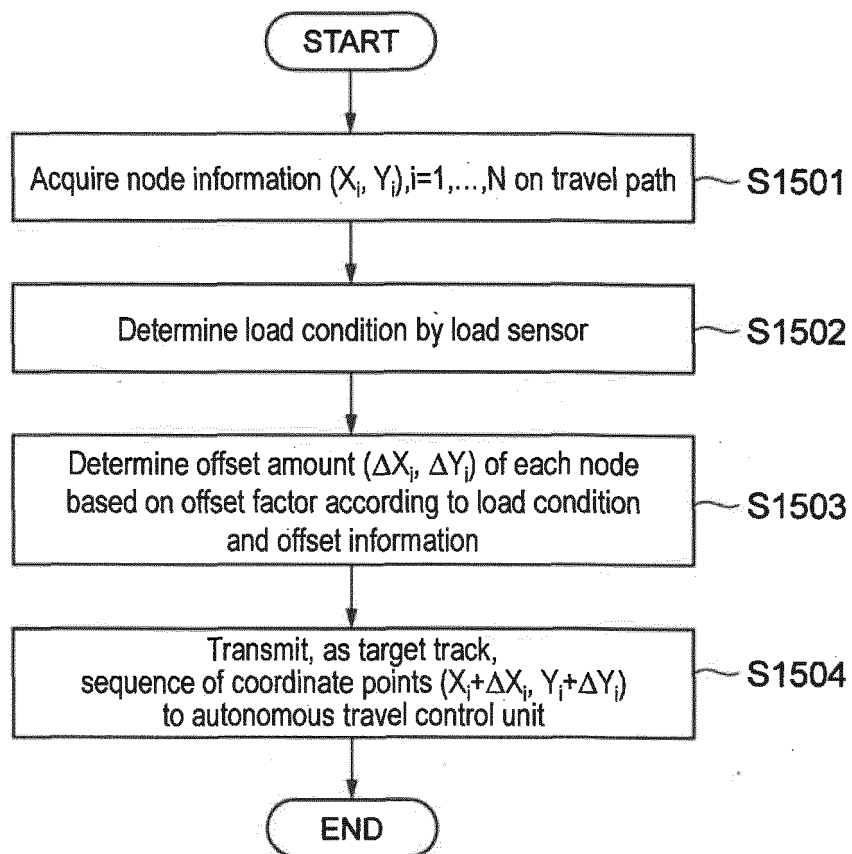 START
Acquire node information (Xi, Yi),i=1,...,N on travel path
S1501
Determine load condition by load sensor
S1502
Determine offset amount (ΔXi, ΔYi) of each node
based on offset factor according to load condition
and offset information
S1503
Transmit, as target track,
sequence of coordinate points (Xi+ΔXi, Yi+ΔYi)
to autonomous travel control unit
S1504
END